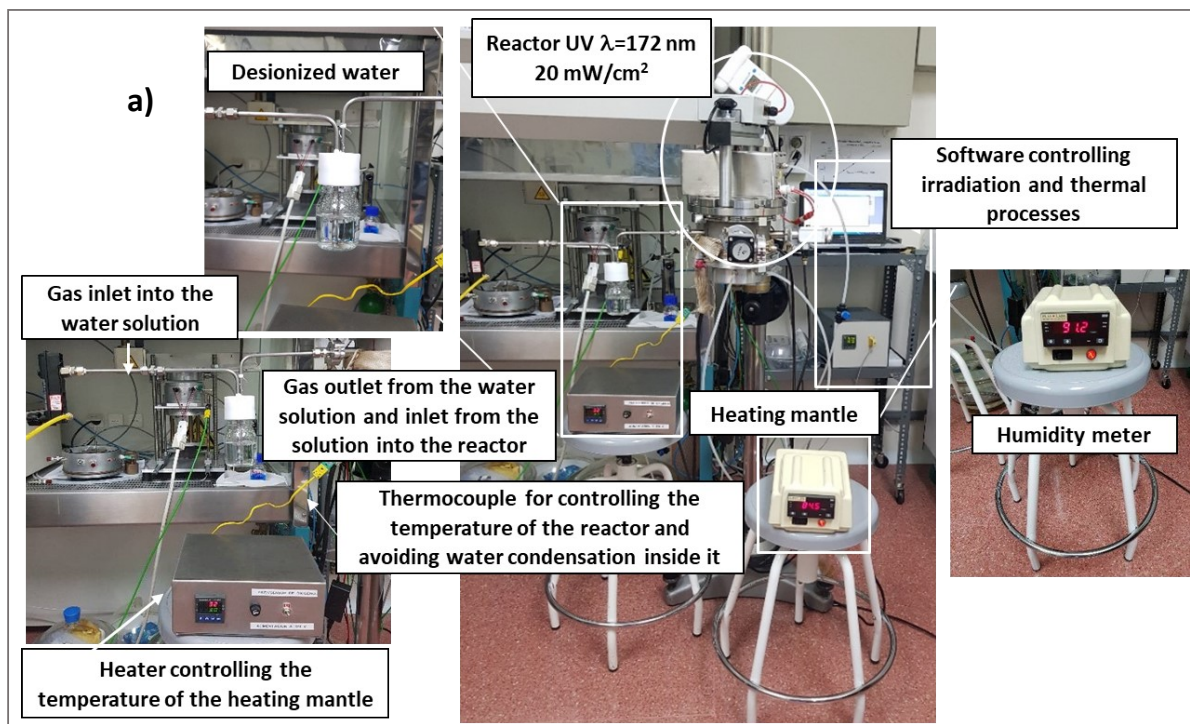 a)
Desionized water
Reactor UV λ=172 nm
20 mW/cm²
Software controlling
irradiation and thermal
processes
Gas inlet into the
water solution
Gas outlet from the water
solution and inlet from the
solution into the reactor
Heating mantle
91.2
Humidity meter
Thermocouple for controlling the
temperature of the reactor and
avoiding water condensation inside it
Heater controlling the
temperature of the heating mantle